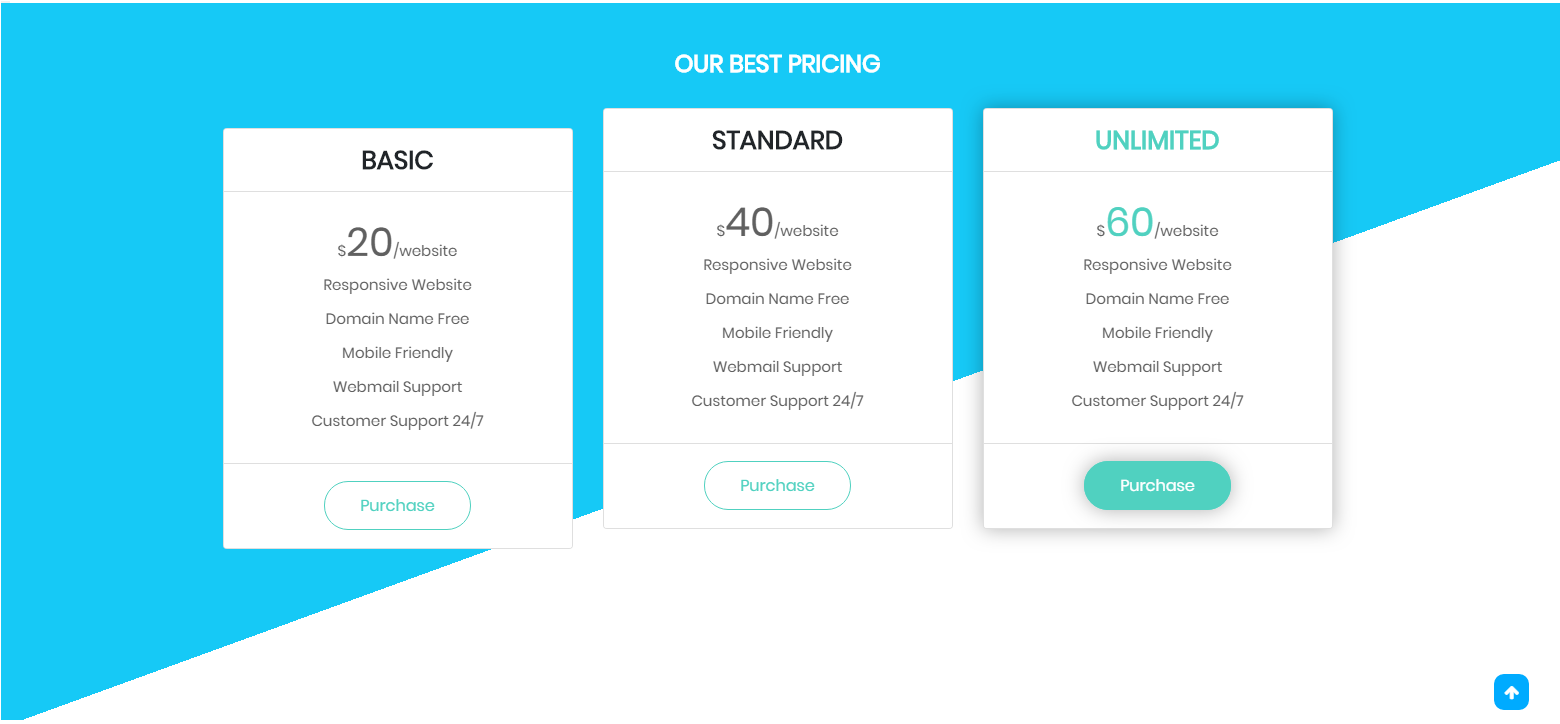 OUR BEST PRICING
BASIC
$20/website
Responsive Website
Domain Name Free
Mobile Friendly
Webmail Support
Customer Support 24/7
Purchase
STANDARD
$40/website
Responsive Website
Domain Name Free
Mobile Friendly
Webmail Support
Customer Support 24/7
Purchase
UNLIMITED
$60/website
Responsive Website
Domain Name Free
Mobile Friendly
Webmail Support
Customer Support 24/7
Purchase